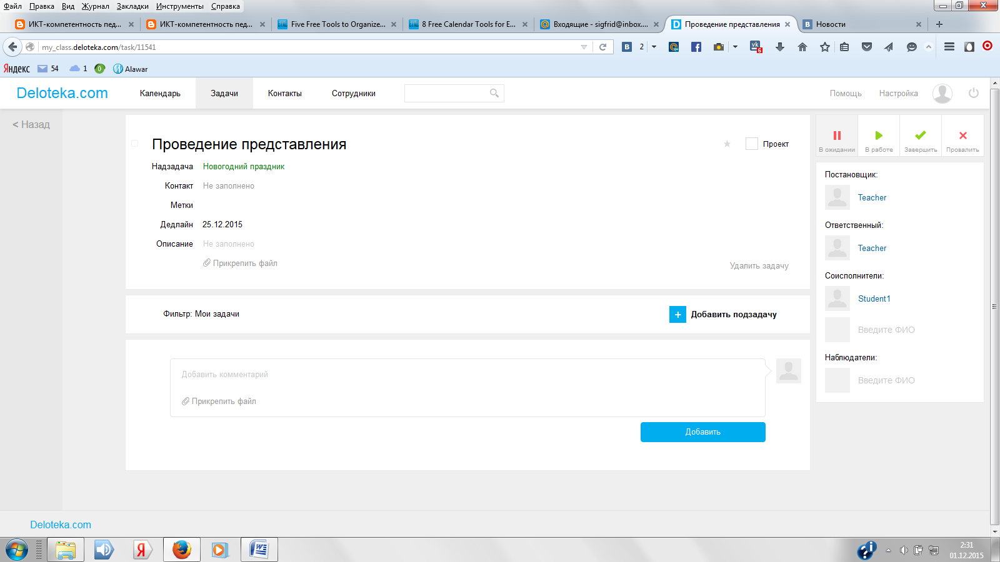 Файл Правка Вид Журнал Закладки Инструменты Справка
ИКТ-компетентность пед... ИКТ-компетентность пед... Five Free Tools to Organize... 8 Free Calendar Tools for E... Входящие - sigfrid@inbox.... Проведение представления Новости
my_class.deloteka.com/task/11541 2 6
Яндекс 54 1 0 Alawar
Deloteka.com Календарь Задачи Контакты Сотрудники Помощь Настройка
< Назад
Проведение представления Проект
Надзадача Новогодний праздник
Контакт Не заполнено
Метки
Дедлайн 25.12.2015
Описание Не заполнено
Прикрепить файл
Удалить задачу
Фильтр: Мои задачи + Добавить подзадачу
Добавить комментарий
Прикрепить файл
Добавить
В ожидании В работе Завершить Провалить
Постановщик:
Teacher
Ответственный:
Teacher
Соисполнители:
Student1
Введите ФИО
Наблюдатели:
Введите ФИО
Deloteka.com
2:31
01.12.2015